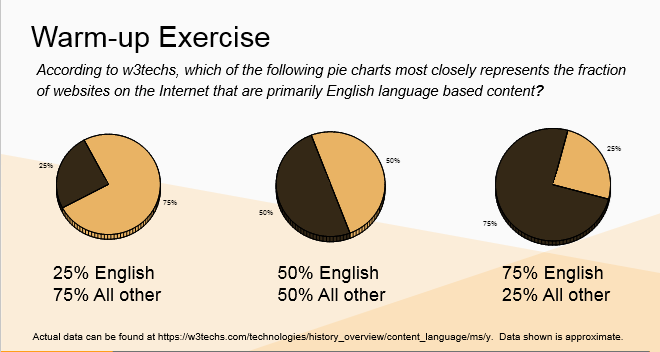 Warm-up Exercise
According to w3techs, which of the following pie charts most closely represents the fraction
of websites on the Internet that are primarily English language based content?
25%
75%
50%
50%
25%
75%
25% English
75% All other
50% English
50% All other
75% English
25% All other
Actual data can be found at https://w3techs.com/technologies/history_overview/content_language/ms/y.  Data shown is approximate.